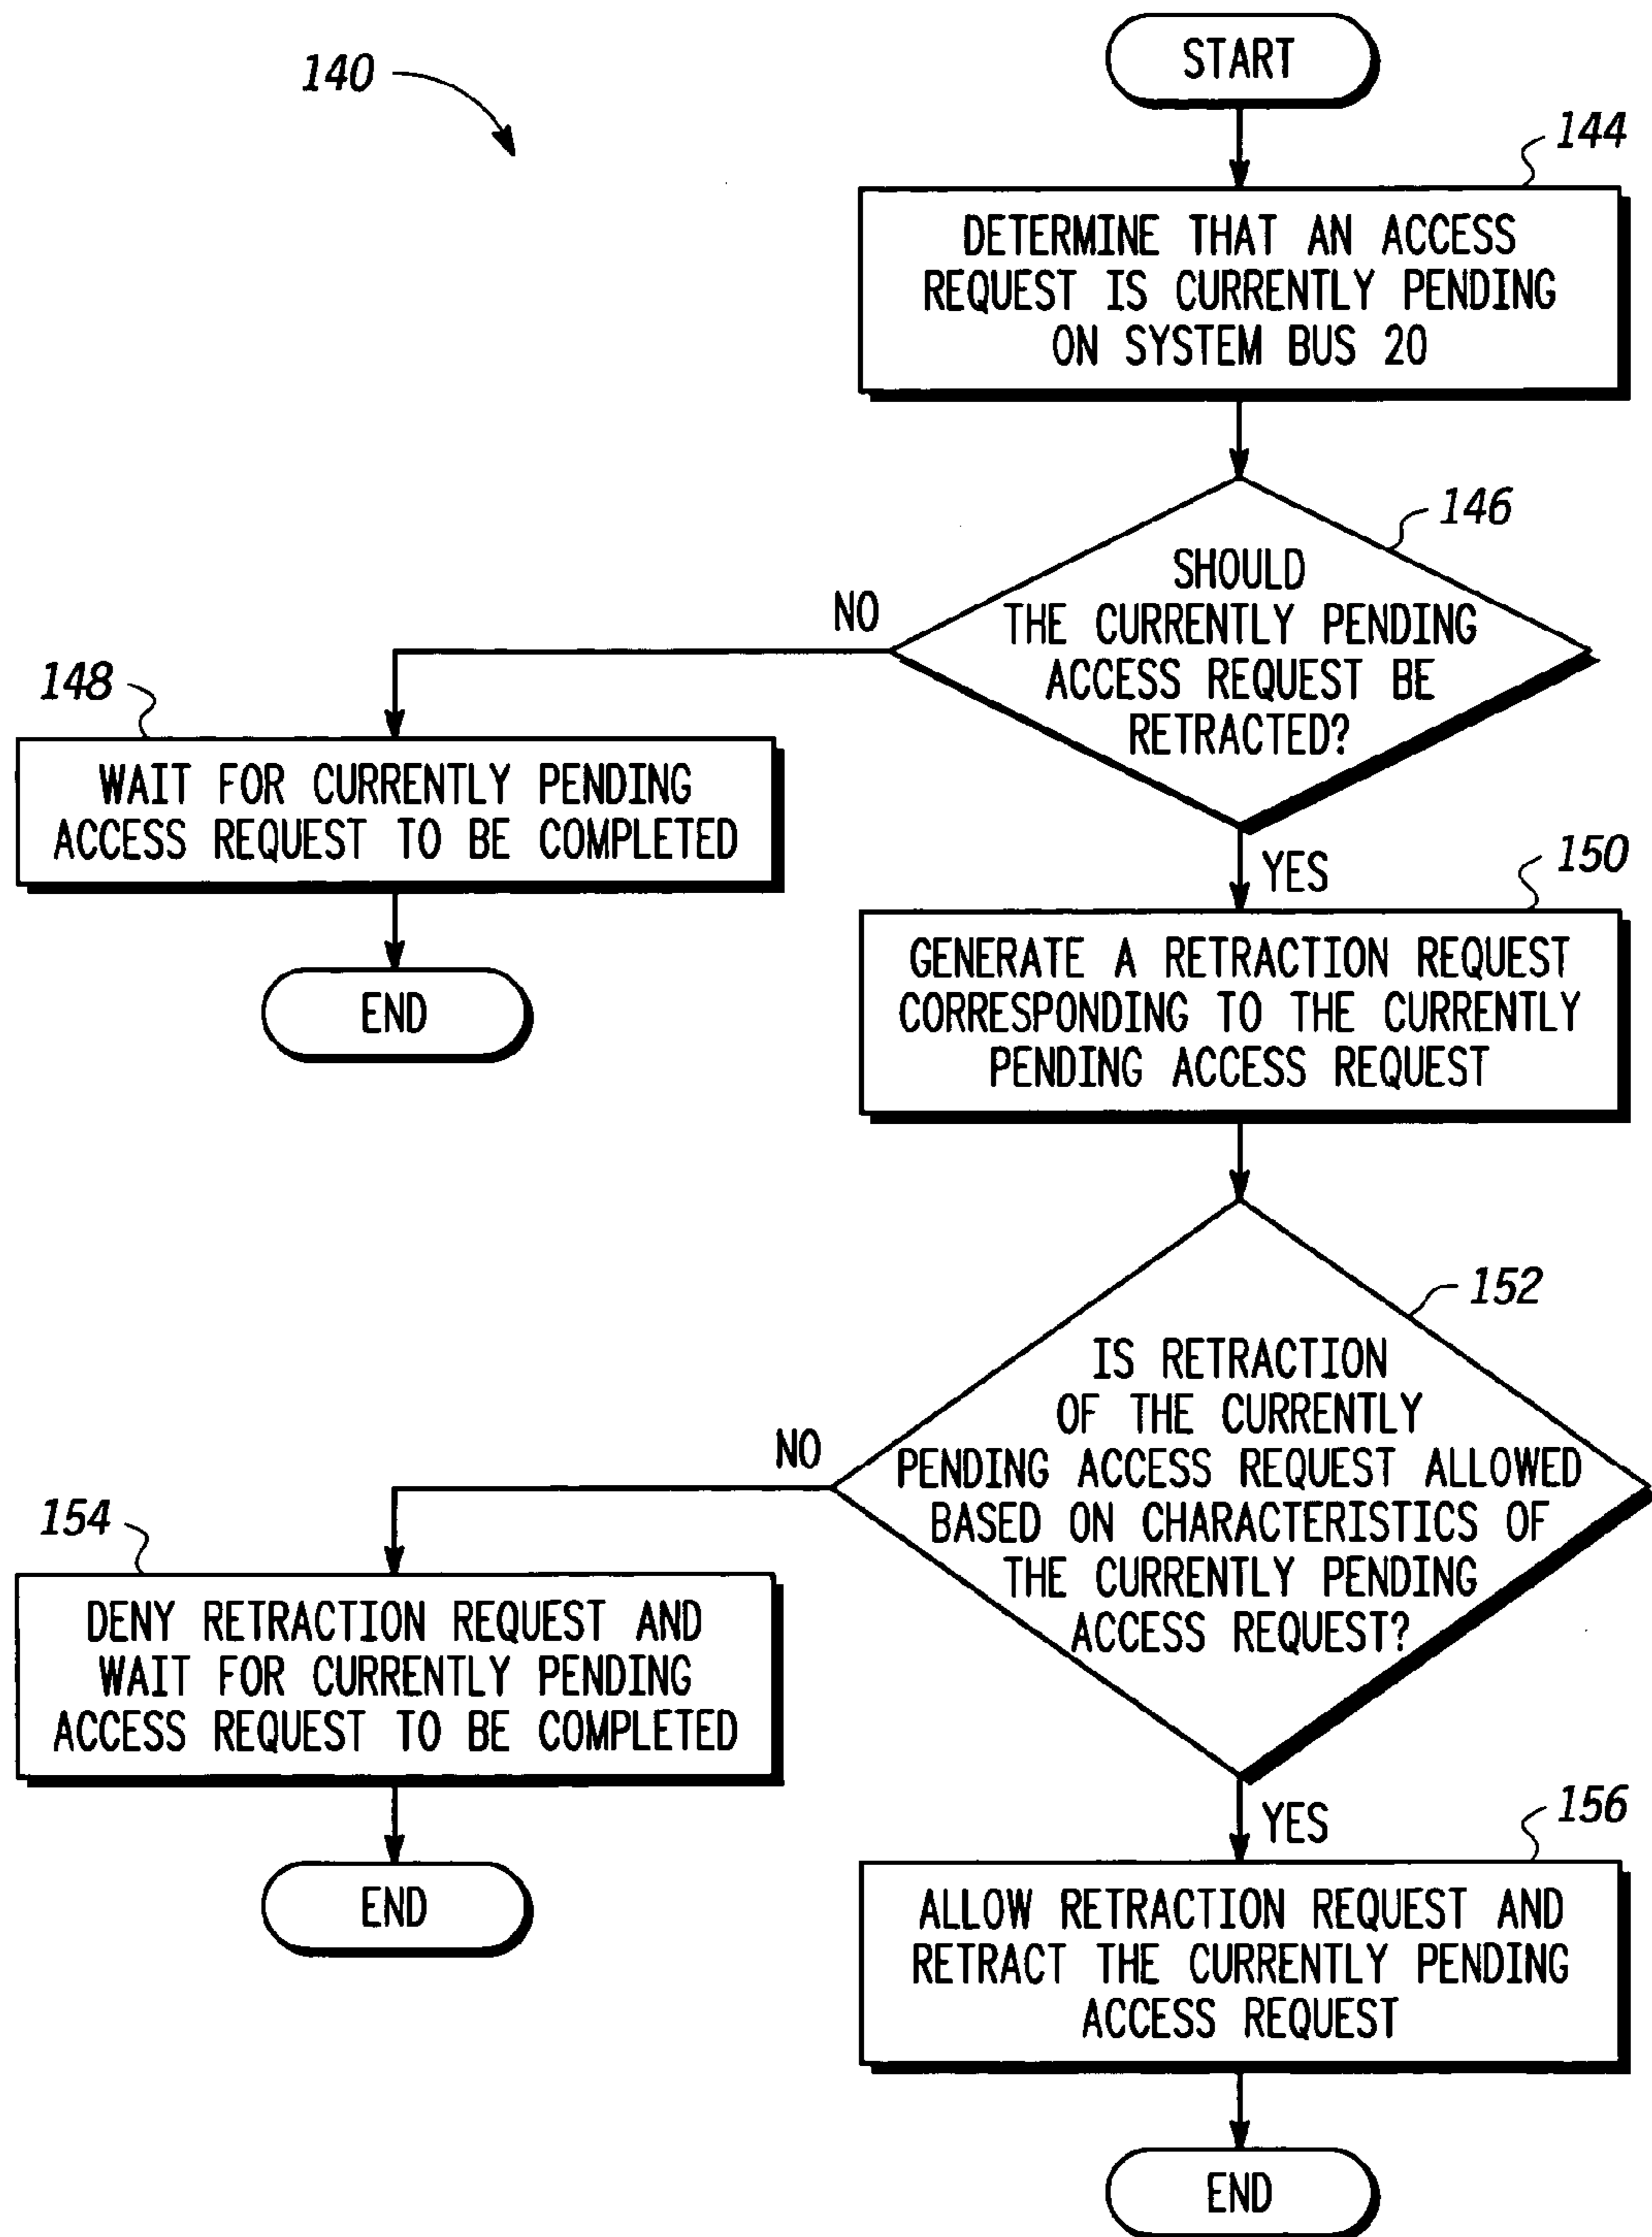 140
START
144
DETERMINE THAT AN ACCESS
REQUEST IS CURRENTLY PENDING
ON SYSTEM BUS 20
146
SHOULD
THE CURRENTLY PENDING
ACCESS REQUEST BE
RETRACTED?
NO
148
WAIT FOR CURRENTLY PENDING
ACCESS REQUEST TO BE COMPLETED
END
YES
150
GENERATE A RETRACTION REQUEST
CORRESPONDING TO THE CURRENTLY
PENDING ACCESS REQUEST
152
IS RETRACTION
OF THE CURRENTLY
PENDING ACCESS REQUEST ALLOWED
BASED ON CHARACTERISTICS OF
THE CURRENTLY PENDING
ACCESS REQUEST?
NO
154
DENY RETRACTION REQUEST AND
WAIT FOR CURRENTLY PENDING
ACCESS REQUEST TO BE COMPLETED
END
YES
156
ALLOW RETRACTION REQUEST AND
RETRACT THE CURRENTLY PENDING
ACCESS REQUEST
END